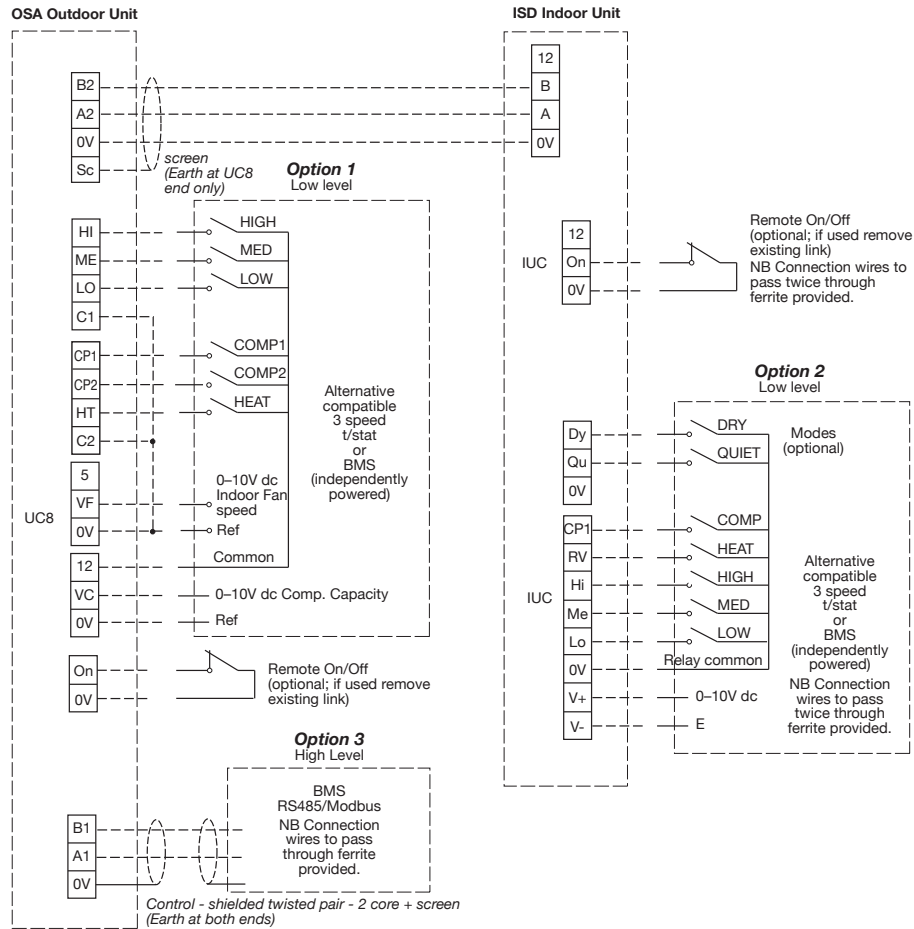 OSA Outdoor Unit
ISD Indoor Unit
B2
A2
0V
Sc
screen
(Earth at UC8
end only)
12
B
A
0V
Option 1
Low level
HI
ME
LO
C1
HIGH
MED
LOW
CP1
CP2
HT
C2
COMP1
COMP2
HEAT
Alternative
compatible
3 speed
t/stat
or
BMS
(independently
powered)
UC8
5
VF
0V
0–10V dc
Indoor Fan
speed
Ref
12
VC
0V
Common
0–10V dc Comp. Capacity
Ref
On
0V
Remote On/Off
(optional; if used remove
existing link)
Option 3
High Level
BMS
RS485/Modbus
NB Connection
wires to pass
through ferrite
provided.
B1
A1
0V
Control - shielded twisted pair - 2 core + screen
(Earth at both ends)
IUC
12
On
0V
Remote On/Off
(optional; if used remove
existing link)
NB Connection wires to
pass twice through
ferrite provided.
Option 2
Low level
Dy
Qu
0V
DRY
QUIET
Modes
(optional)
IUC
CP1
RV
Hi
Me
Lo
0V
V+
V-
COMP
HEAT
HIGH
MED
LOW
Relay common
0–10V dc
E
Alternative
compatible
3 speed
t/stat
or
BMS
(independently
powered)
NB Connection
wires to pass
twice through
ferrite provided.